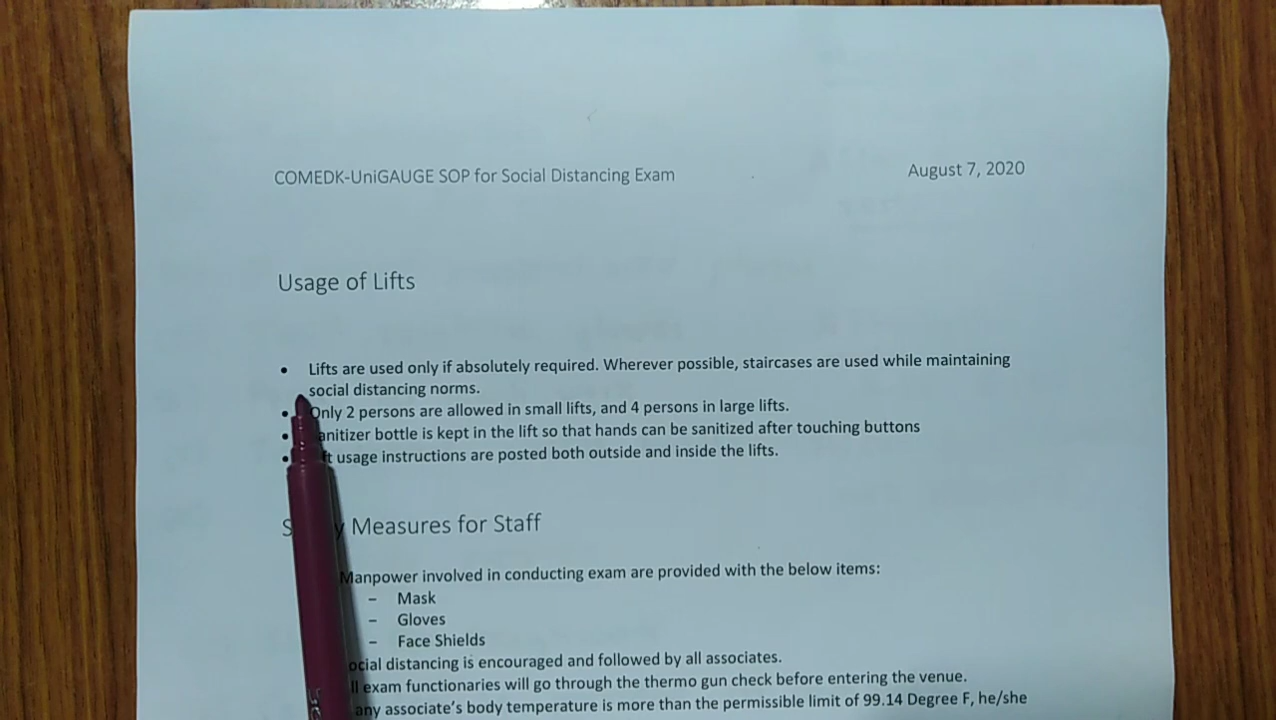 COMEDK-UniGAUGE SOP for Social Distancing Exam August 7, 2020
Usage of Lifts
• Lifts are used only if absolutely required. Wherever possible, staircases are used while maintaining
social distancing norms.
• Only 2 persons are allowed in small lifts, and 4 persons in large lifts.
• anitizer bottle is kept in the lift so that hands can be sanitized after touching buttons
• usage instructions are posted both outside and inside the lifts.
Measures for Staff
Manpower involved in conducting exam are provided with the below items:
– Mask
– Gloves
– Face Shields
ocial distancing is encouraged and followed by all associates.
ll exam functionaries will go through the thermo gun check before entering the venue.
any associate's body temperature is more than the permissible limit of 99.14 Degree F, he/she